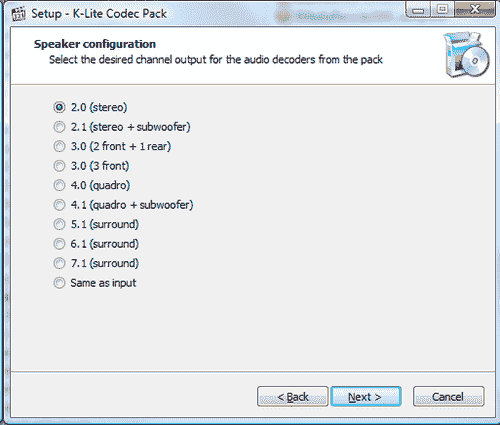 Setup - K-Lite Codec Pack
Speaker configuration
Select the desired channel output for the audio decoders from the pack
2.0 (stereo)
2.1 (stereo + subwoofer)
3.0 (2 front + 1 rear)
3.0 (3 front)
4.0 (quadro)
4.1 (quadro + subwoofer)
5.1 (surround)
6.1 (surround)
7.1 (surround)
Same as input
< Back
Next >
Cancel